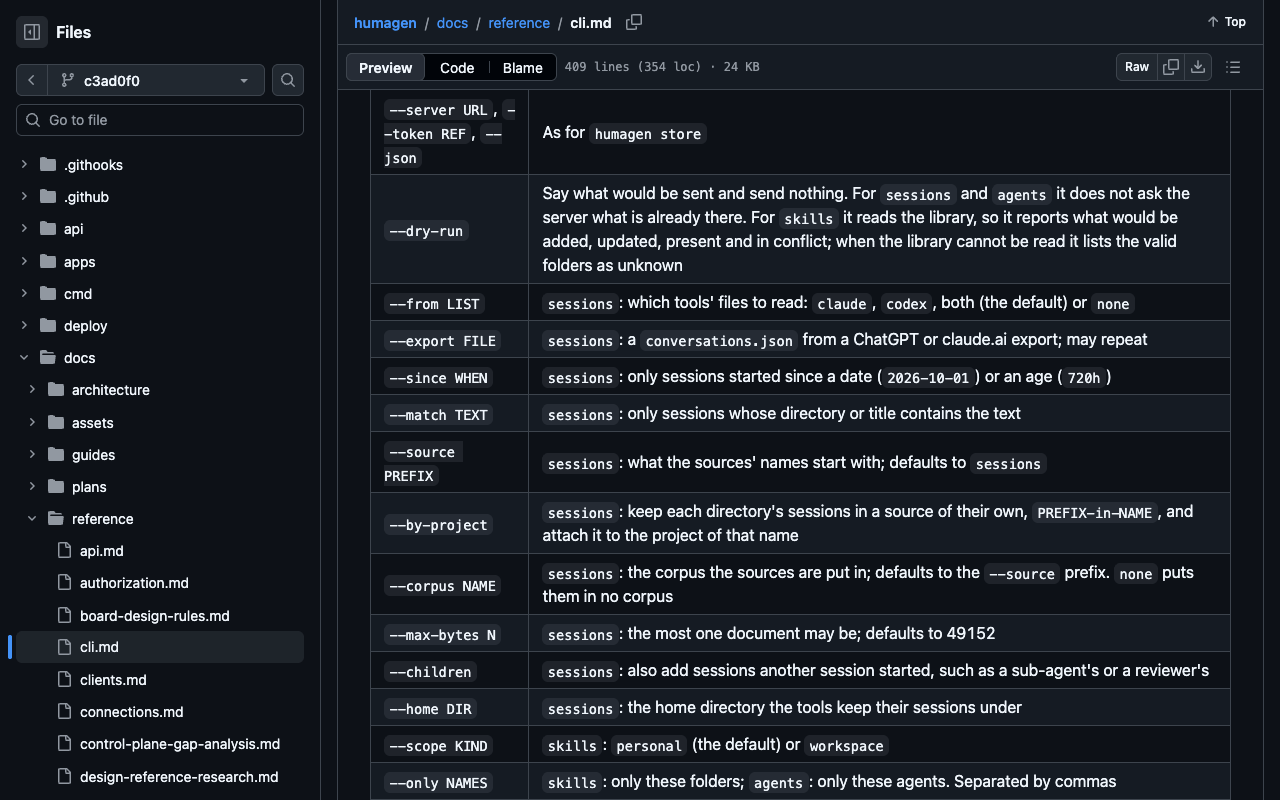 Files
c3ad0f0
Go to file
.githooks
.github
api
apps
cmd
deploy
docs
architecture
assets
guides
plans
reference
api.md
authorization.md
board-design-rules.md
cli.md
clients.md
connections.md
control-plane-gap-analysis.md
design-reference-research.md
humagen / docs / reference / cli.md
Top
Preview Code Blame 409 lines (354 loc) · 24 KB
Raw
--server URL, -
-token REF, --
json
As for humagen store
--dry-run
Say what would be sent and send nothing. For sessions and agents it does not ask the
server what is already there. For skills it reads the library, so it reports what would be
added, updated, present and in conflict; when the library cannot be read it lists the valid
folders as unknown
--from LIST
sessions: which tools' files to read: claude, codex, both (the default) or none
--export FILE
sessions: a conversations.json from a ChatGPT or claude.ai export; may repeat
--since WHEN
sessions: only sessions started since a date (2026-10-01) or an age (720h)
--match TEXT
sessions: only sessions whose directory or title contains the text
--source
PREFIX
sessions: what the sources' names start with; defaults to sessions
--by-project
sessions: keep each directory's sessions in a source of their own, PREFIX-in-NAME, and
attach it to the project of that name
--corpus NAME
sessions: the corpus the sources are put in; defaults to the --source prefix. none puts
them in no corpus
--max-bytes N
sessions: the most one document may be; defaults to 49152
--children
sessions: also add sessions another session started, such as a sub-agent's or a reviewer's
--home DIR
sessions: the home directory the tools keep their sessions under
--scope KIND
skills: personal (the default) or workspace
--only NAMES
skills: only these folders; agents: only these agents. Separated by commas